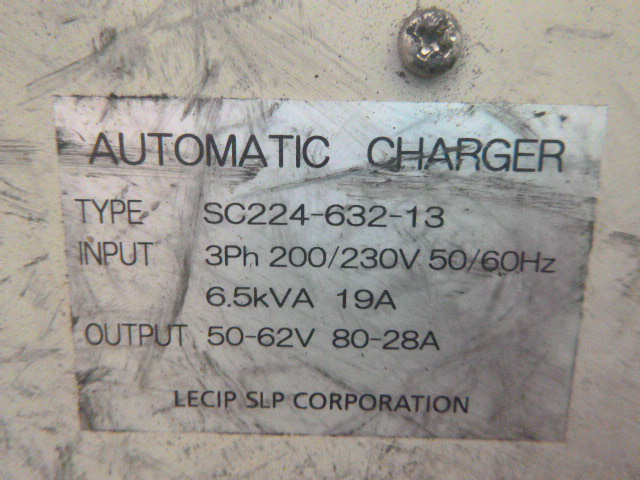 AUTOMATIC CHARGER
TYPE SC224-632-13
INPUT 3Ph 200/230V 50/60Hz
6.5kVA 19A
OUTPUT 50-62V 80-28A
LECIP SLP CORPORATION